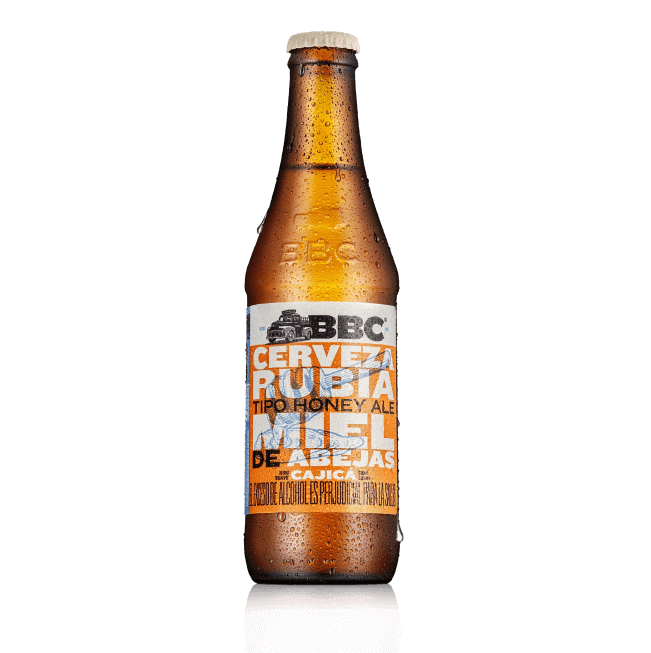 BBC
BBC
CERVEZA
RUBIA
TIPO HONEY ALE
MIEL
DE ABEJAS
CAJICÁ
EL EXCESO DE ALCOHOL ES PERJUDICIAL PARA LA SALUD